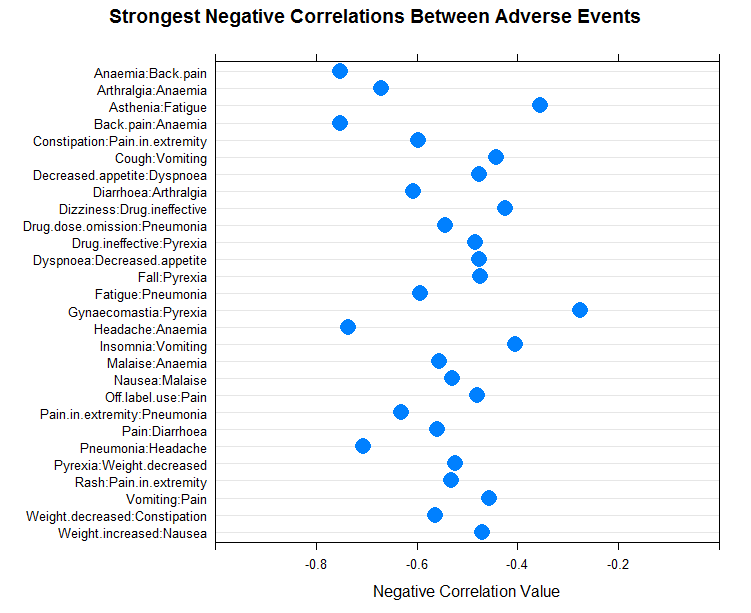 Strongest Negative Correlations Between Adverse Events
Anaemia:Back.pain
Arthralgia:Anaemia
Asthenia:Fatigue
Back.pain:Anaemia
Constipation:Pain.in.extremity
Cough:Vomiting
Decreased.appetite:Dyspnoea
Diarrhoea:Arthralgia
Dizziness:Drug.ineffective
Drug.dose.omission:Pneumonia
Drug.ineffective:Pyrexia
Dyspnoea:Decreased.appetite
Fall:Pyrexia
Fatigue:Pneumonia
Gynaecomastia:Pyrexia
Headache:Anaemia
Insomnia:Vomiting
Malaise:Anaemia
Nausea:Malaise
Off.label.use:Pain
Pain.in.extremity:Pneumonia
Pain:Diarrhoea
Pneumonia:Headache
Pyrexia:Weight.decreased
Rash:Pain.in.extremity
Vomiting:Pain
Weight.decreased:Constipation
Weight.increased:Nausea
-0.8 -0.6 -0.4 -0.2
Negative Correlation Value